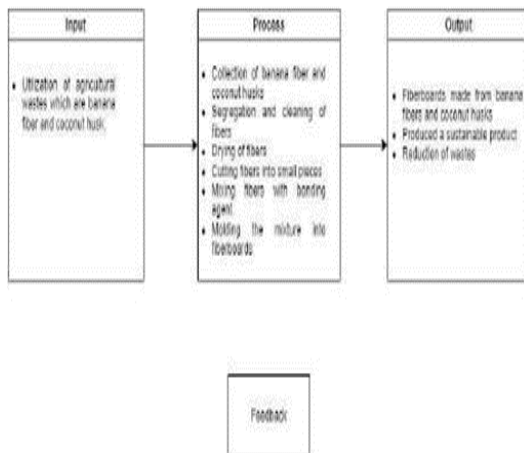 Input
• Utilization of agricultural
wastes which are banana
fiber and coconut husk.
Process
• Collection of banana fiber and
coconut husks
• Segregation and cleaning of
fibers
• Drying of fibers
• Cutting fibers into small pieces
• Mixing fibers with bonding
agent
• Molding the mixture into
fiberboards
Output
• Fiberboards made from banana
fibers and coconut husks
• Produced a sustainable product
• Reduction of wastes
Feedback